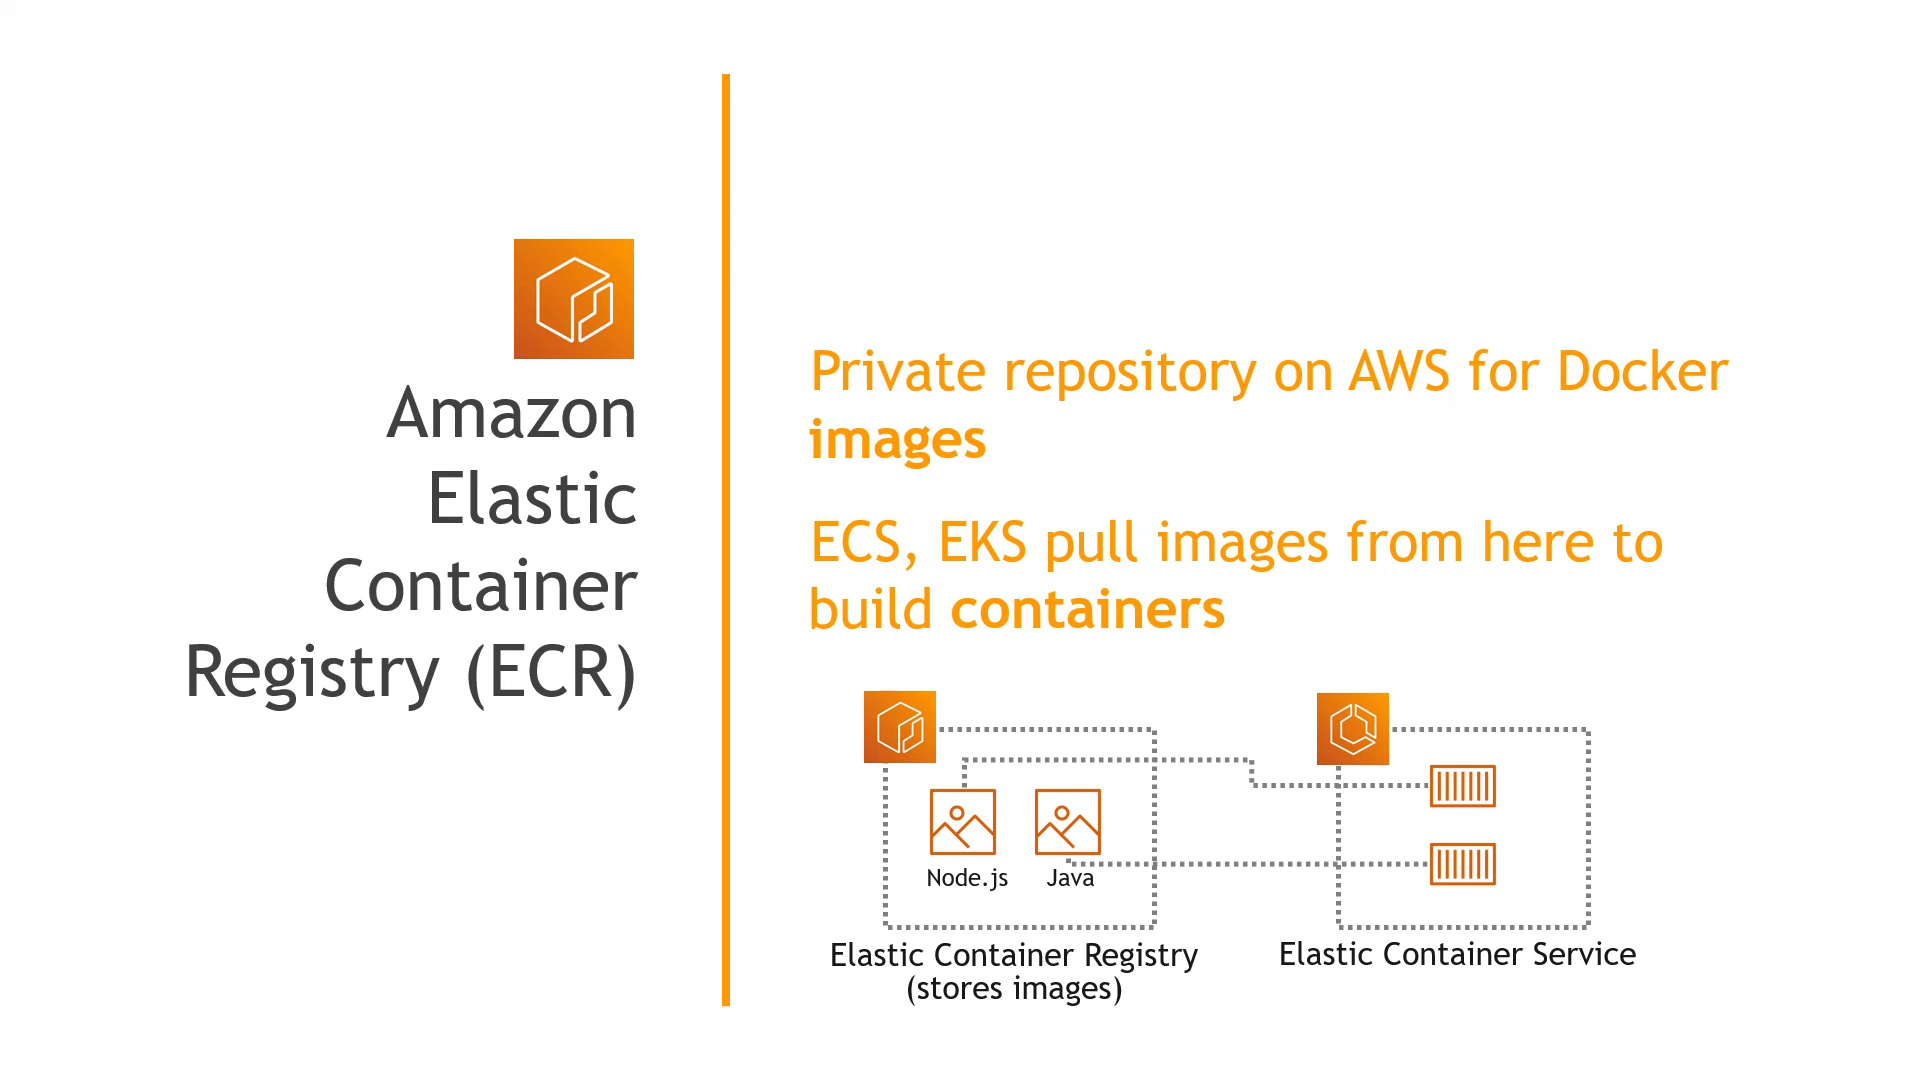 Amazon
Elastic
Container
Registry (ECR)
Private repository on AWS for Docker
images
ECS, EKS pull images from here to
build containers
Node.js
Java
Elastic Container Registry
(stores images)
Elastic Container Service